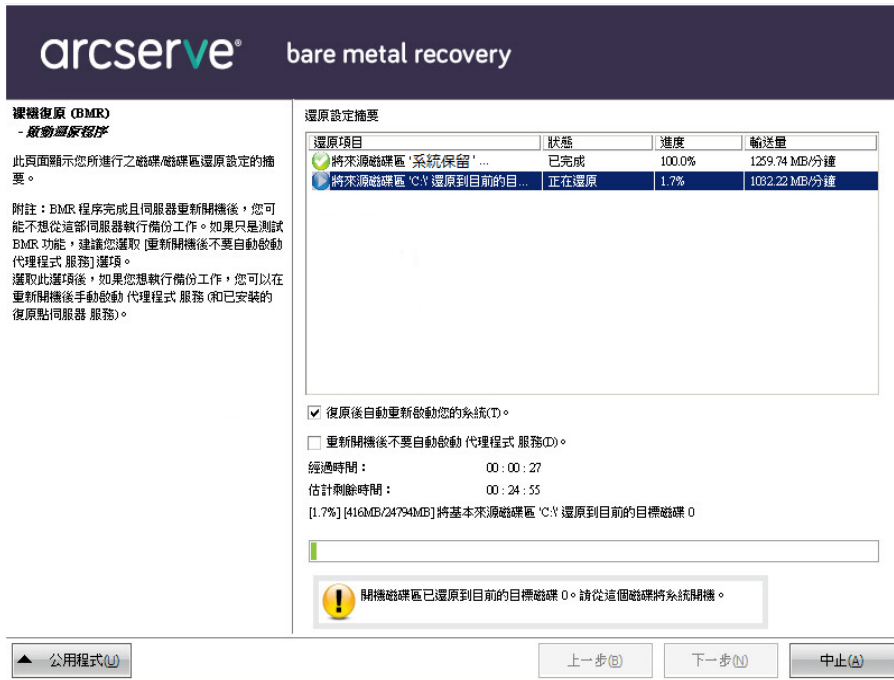 arcserve® bare metal recovery
裸機復原 (BMR)
- 啟動還原程序
此頁面顯示您所進行之磁碟/磁碟區還原設定的摘
要。
附註：BMR 程序完成且伺服器重新開機後，您可
能不想從這部伺服器執行備份工作。如果只是測試
BMR 功能，建議您選取 [重新開機後不要自動啟動
代理程式 服務] 選項。
選取此選項後，如果您想執行備份工作，您可以在
重新開機後手動啟動 代理程式 服務 (和已安裝的
復原點伺服器 服務)。
還原設定摘要
還原項目 狀態 進度 輸送量
將來源磁碟區 '系統保留' ... 已完成 100.0% 1259.74 MB/分鐘
將來源磁碟區 'C:\' 還原到目前的目... 正在還原 1.7% 1032.22 MB/分鐘
復原後自動重新啟動您的系統(T)。
重新開機後不要自動啟動 代理程式 服務(D)。
經過時間： 00 : 00 : 27
估計剩餘時間： 00 : 24 : 55
[1.7%] [416MB/24794MB] 將基本來源磁碟區 'C:\' 還原到目前的目標磁碟 0
開機磁碟區已還原到目前的目標磁碟 0。請從這個磁碟將系統開機。
公用程式(U) 上一步(B) 下一步(N) 中止(A)